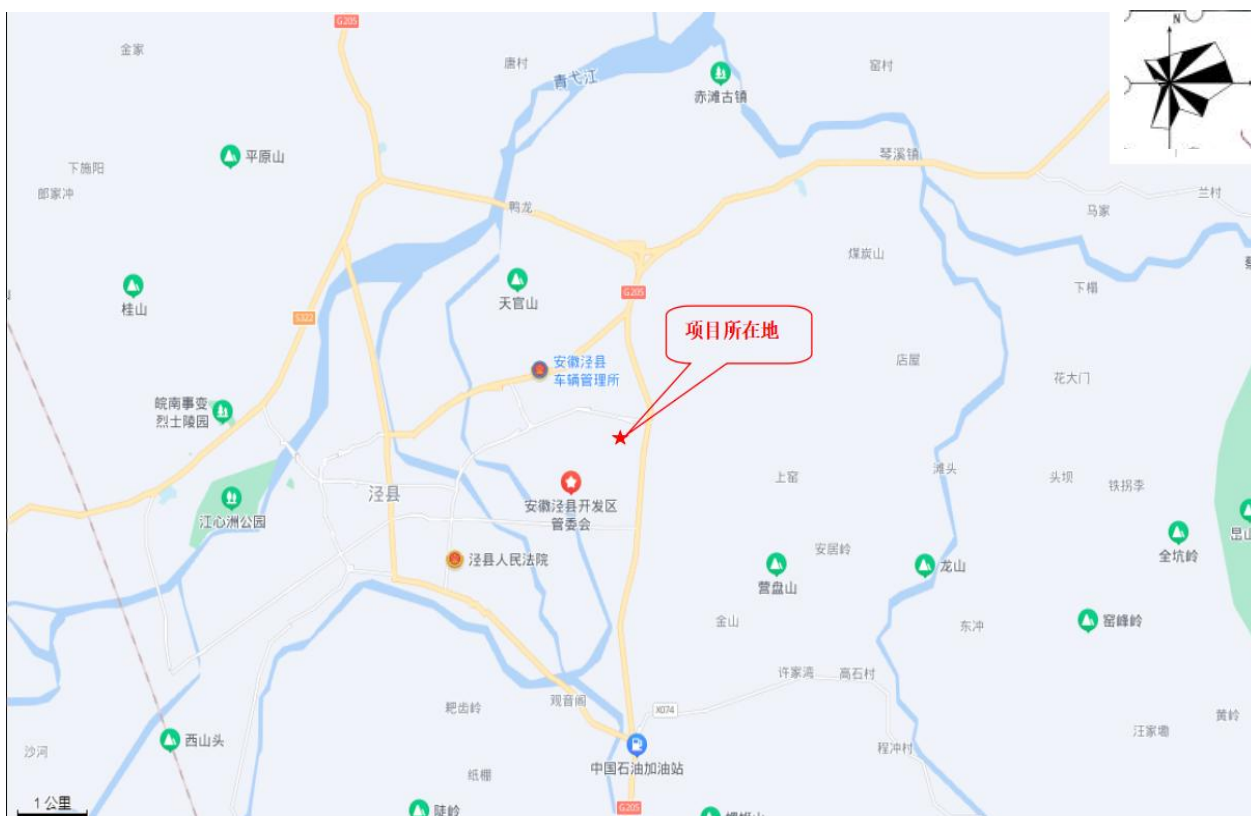 G205
N
金家
唐村
青弋江
窑村
赤滩古镇
平原山
下施阳
郎家冲
琴溪镇
兰村
马家
鸭龙
煤炭山
天官山
桂山
G205
下棚
S322
项目所在地
安徽泾县
车辆管理所
店屋
花大门
皖南事变
烈士陵园
滩头
上窑
头坝
铁拐李
泾县
安徽泾县开发区
管委会
江心洲公园
安居岭
泾县人民法院
营盘山
龙山
全坑岭
金山
东冲
窑峰岭
许家湾
高石村
耙齿岭
观音阁
X074
黄岭
汪家墈
西山头
沙河
程冲村
中国石油加油站
纸棚
1公里
陡岭
G205